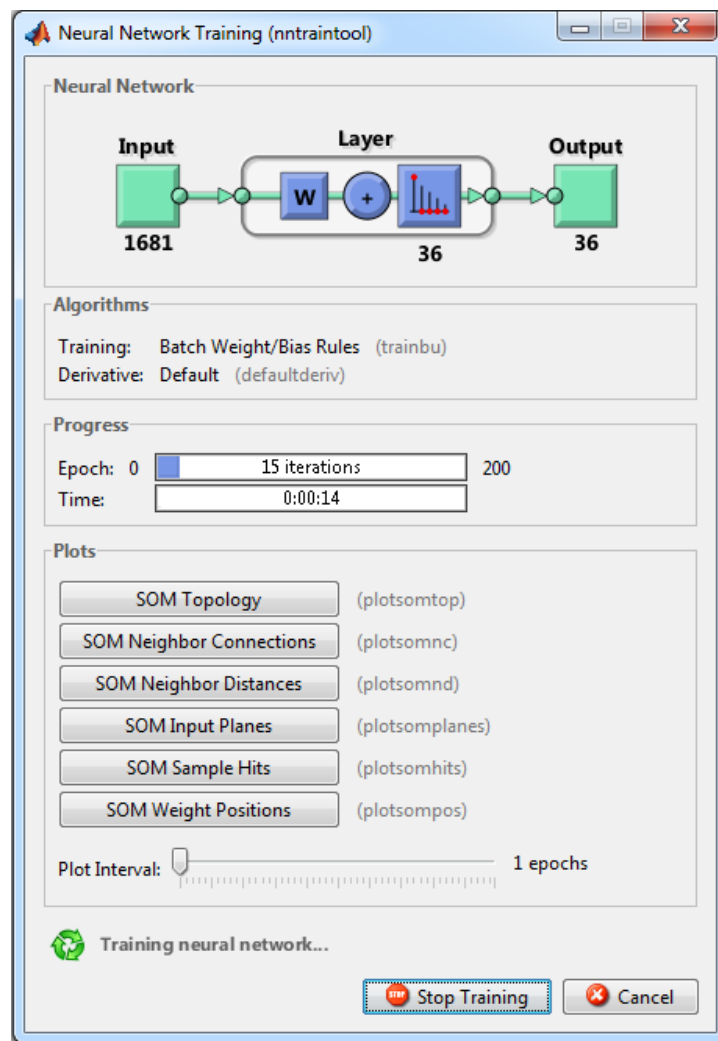 Neural Network Training (nntraintool)
Neural Network
Input
Layer
Output
W
+
1681
36
36
Algorithms
Training: Batch Weight/Bias Rules (trainbu)
Derivative: Default (defaultderiv)
Progress
Epoch: 0 15 iterations 200
Time: 0:00:14
Plots
SOM Topology (plotsomtop)
SOM Neighbor Connections (plotsomnc)
SOM Neighbor Distances (plotsomnd)
SOM Input Planes (plotsomplanes)
SOM Sample Hits (plotsomhits)
SOM Weight Positions (plotsompos)
Plot Interval: 1 epochs
Training neural network...
STOP Stop Training Cancel